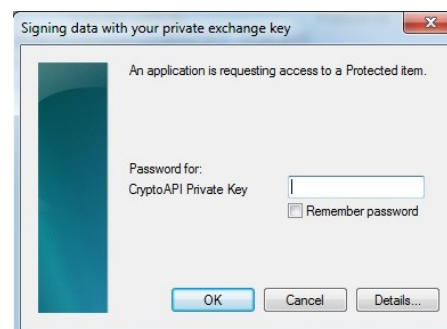 Signing data with your private exchange key
An application is requesting access to a Protected item.
Password for:
CryptoAPI Private Key
Remember password
OK Cancel Details...